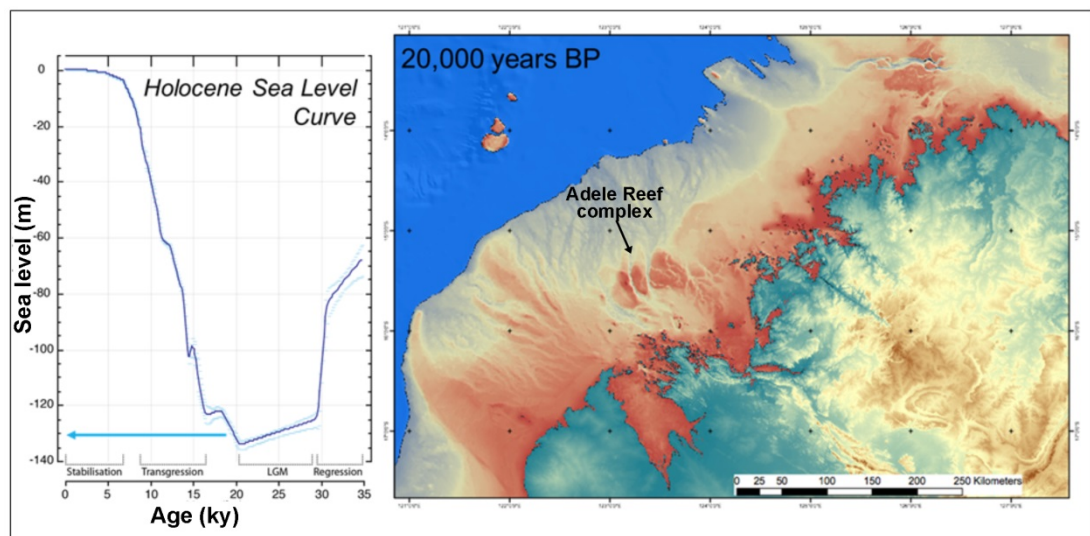 Holocene Sea Level
Curve
Sea level (m)
0
-20
-40
-60
-80
-100
-120
-140
Stabilisation
Transgression
LGM
Regression
0
5
10
15
20
25
30
35
Age (ky)
20,000 years BP
Adele Reef
complex
0 25 50 100 150 200 250 Kilometers